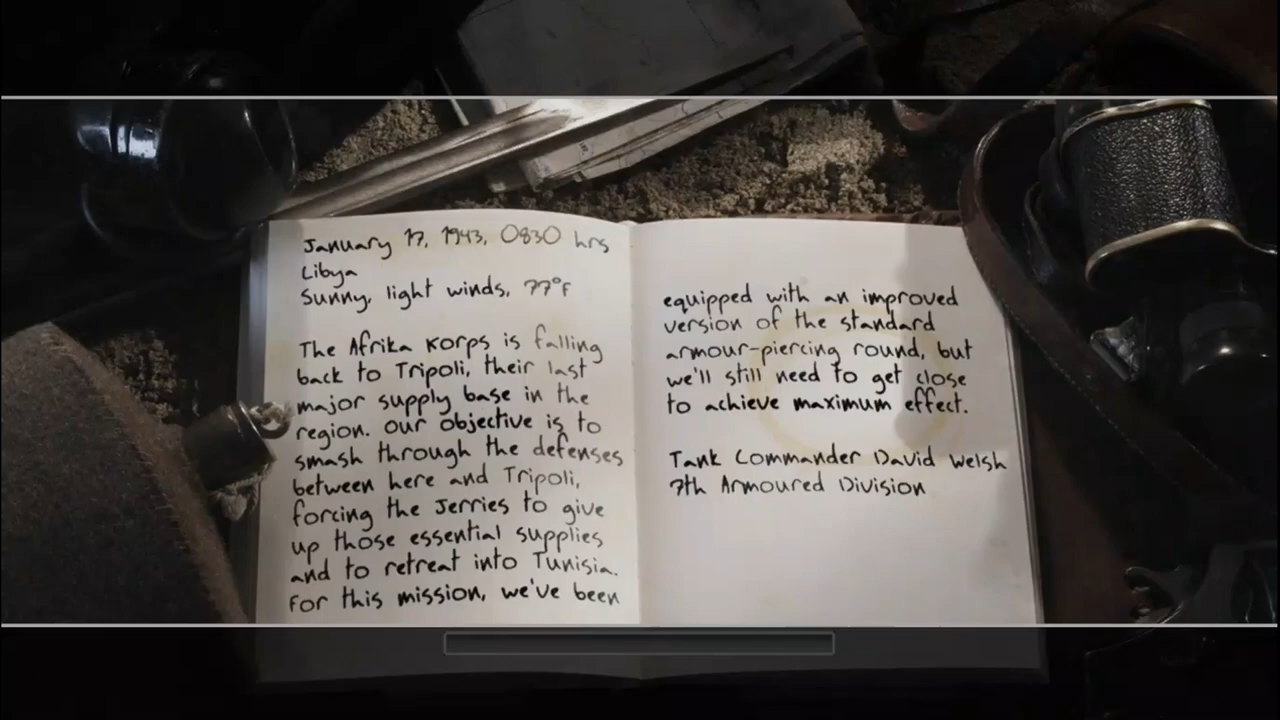 January 17, 1943, 0830 hrs
Libya
Sunny, light winds, 77°F
The Afrika Korps is falling
back to Tripoli, their last
major supply base in the
region. Our objective is to
smash through the defenses
between here and Tripoli,
forcing the Jerries to give
up those essential supplies
and to retreat into Tunisia.
For this mission, we've been
equipped with an improved
version of the standard
armour-piercing round, but
we'll still need to get close
to achieve maximum effect.
Tank Commander David Welsh
7th Armoured Division